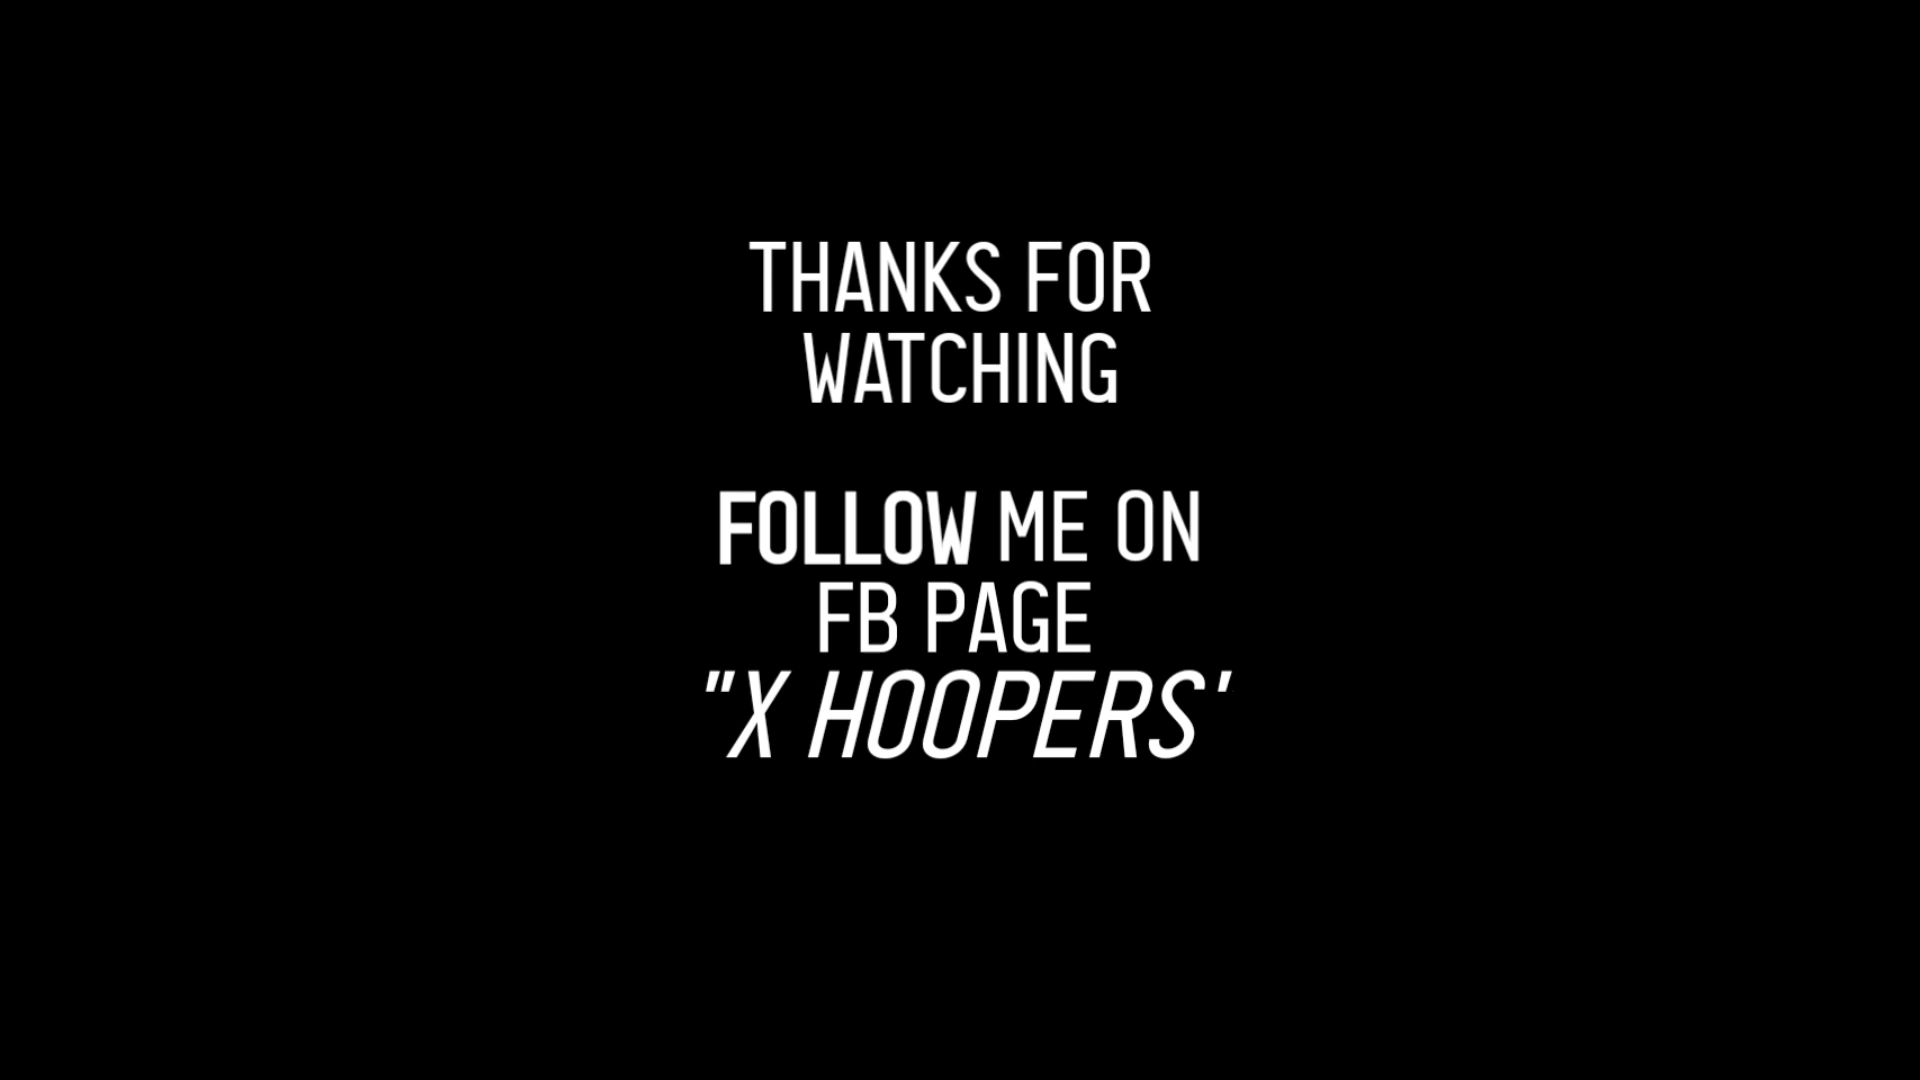 THANKS FOR
WATCHING
FOLLOW ME ON
FB PAGE
"X HOOPERS'